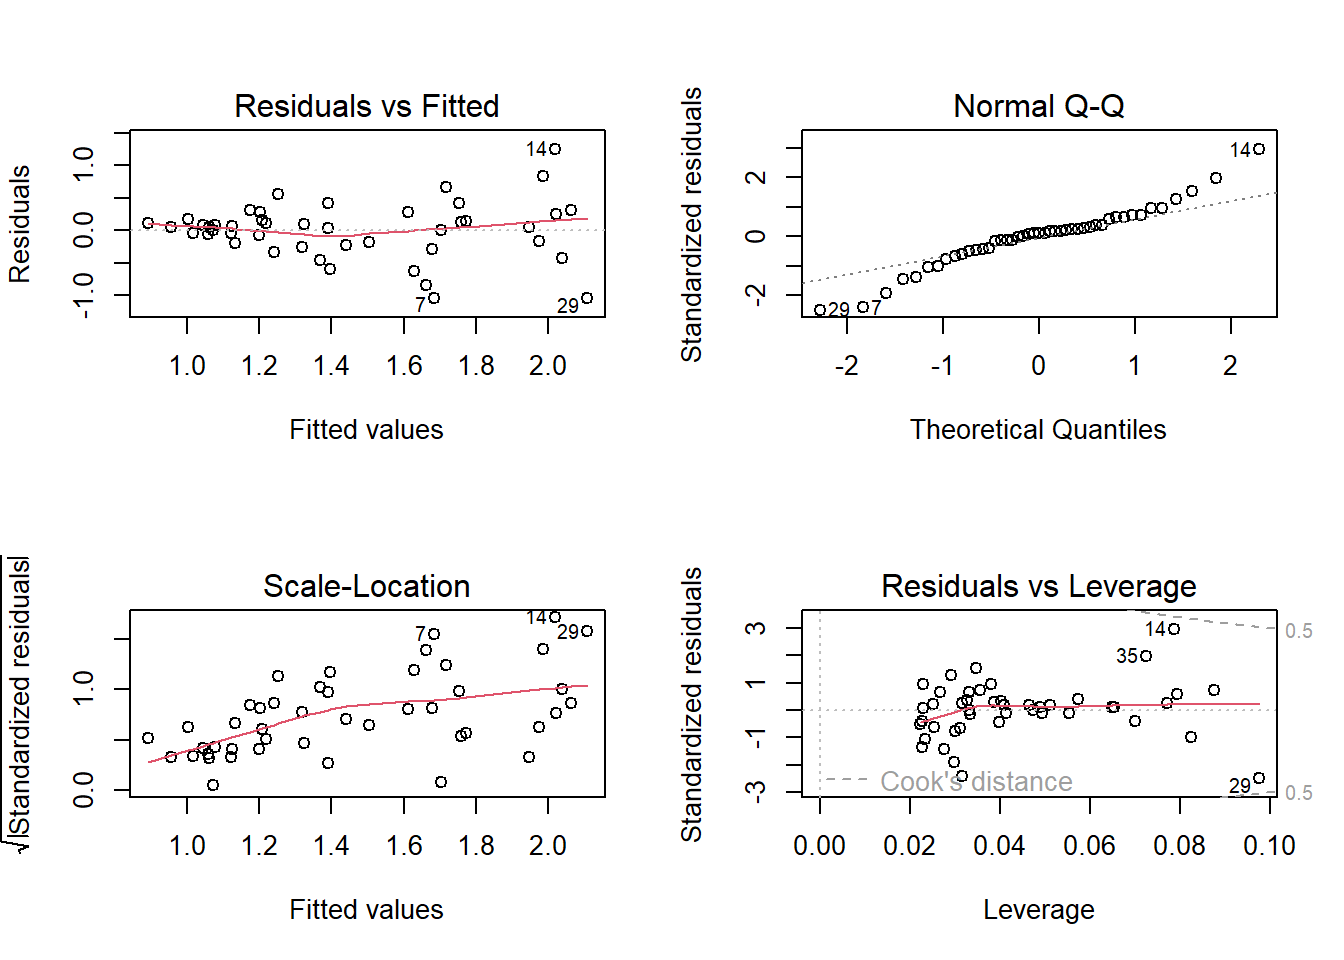 Residuals vs Fitted
Residuals
1.0
0.0
-1.0
14
7
29
1.0 1.2 1.4 1.6 1.8 2.0
Fitted values
Normal Q-Q
Standardized residuals
2
0
-2
14
29
7
-2 -1 0 1 2
Theoretical Quantiles
Scale-Location
√|Standardized residuals|
1.0
0.0
7
14
29
1.0 1.2 1.4 1.6 1.8 2.0
Fitted values
Residuals vs Leverage
Standardized residuals
3
1
-1
-3
14
35
29
0.5
0.5
Cook's distance
0.00 0.02 0.04 0.06 0.08 0.10
Leverage